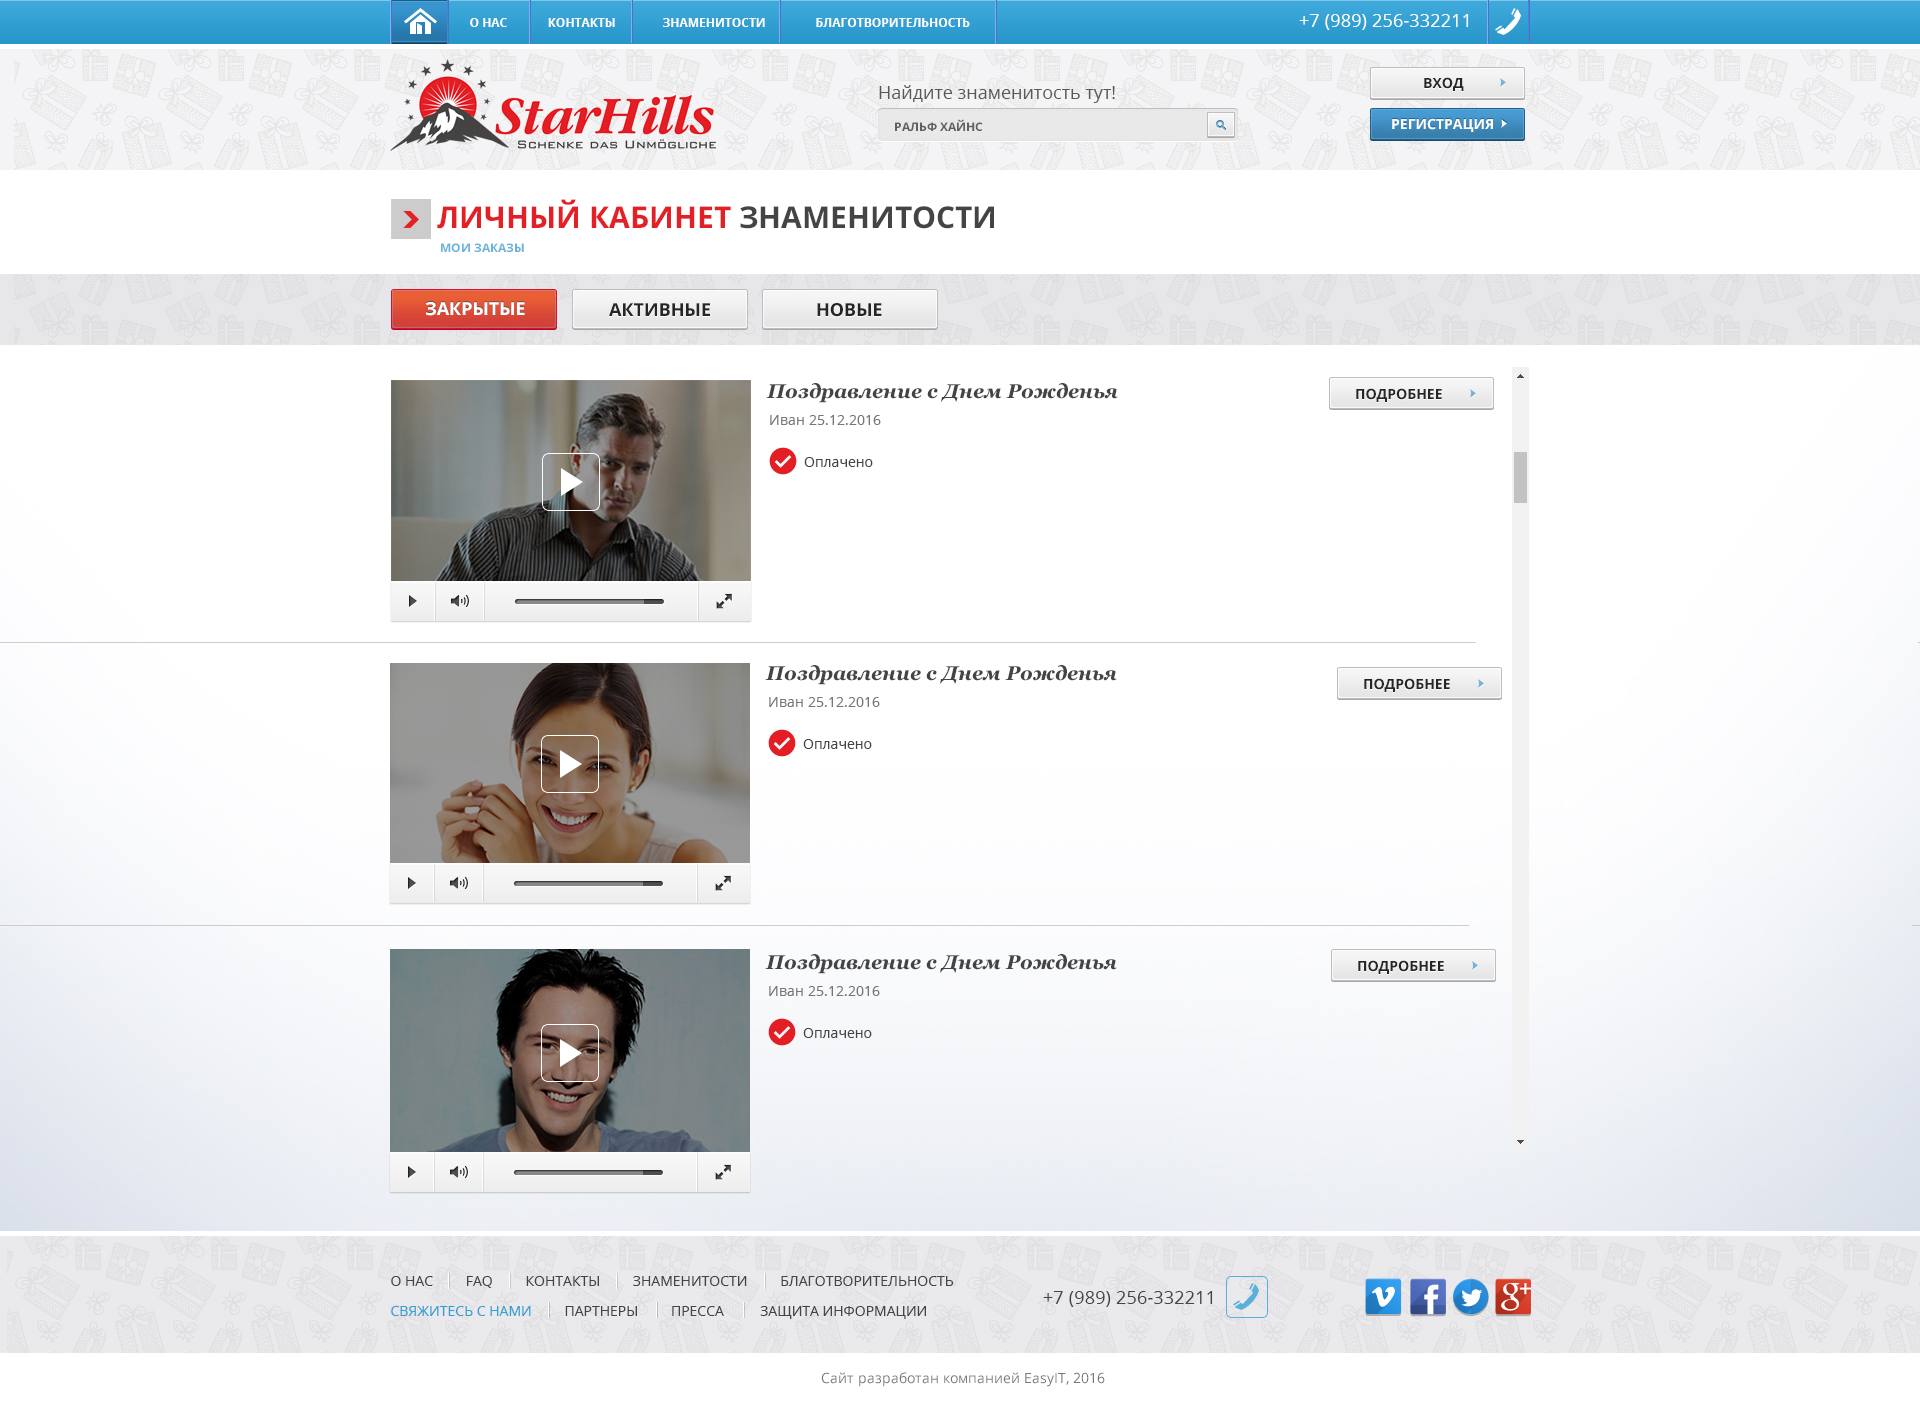 О НАС
КОНТАКТЫ
ЗНАМЕНИТОСТИ
БЛАГОТВОРИТЕЛЬНОСТЬ
+7 (989) 256-332211
StarHills
SCHENKE DAS UNMÖGLICHE
Найдите знаменитость тут!
РАЛЬФ ХАЙНС
ВХОД
РЕГИСТРАЦИЯ
ЛИЧНЫЙ КАБИНЕТ ЗНАМЕНИТОСТИ
МОИ ЗАКАЗЫ
ЗАКРЫТЫЕ
АКТИВНЫЕ
НОВЫЕ
Поздравление с Днем Рожденья
Иван 25.12.2016
Оплачено
ПОДРОБНЕЕ
Поздравление с Днем Рожденья
Иван 25.12.2016
Оплачено
ПОДРОБНЕЕ
Поздравление с Днем Рожденья
Иван 25.12.2016
Оплачено
ПОДРОБНЕЕ
О НАС
FAQ
КОНТАКТЫ
ЗНАМЕНИТОСТИ
БЛАГОТВОРИТЕЛЬНОСТЬ
СВЯЖИТЕСЬ С НАМИ
ПАРТНЕРЫ
ПРЕССА
ЗАЩИТА ИНФОРМАЦИИ
+7 (989) 256-332211
Сайт разработан компанией EasyIT, 2016